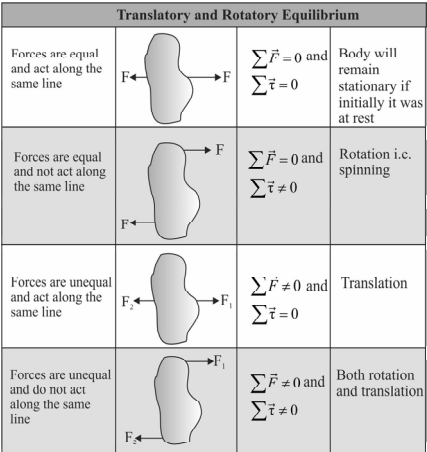 Translatory and Rotatory Equilibrium
Forces are equal
and act along the
same line
F
F
∑F⃗ = 0 and
∑τ⃗ = 0
Body will
remain
stationary if
initially it was
at rest
Forces are equal
and not act along
the same line
F
F
∑F⃗ = 0 and
∑τ⃗ ≠ 0
Rotation i.c.
spinning
Forces are unequal
and act along the
same line
F₂
F₁
∑F⃗ ≠ 0 and
∑τ⃗ = 0
Translation
Forces are unequal
and do not act
along the same
line
F₁
F₂
∑F⃗ ≠ 0 and
∑τ⃗ ≠ 0
Both rotation
and translation